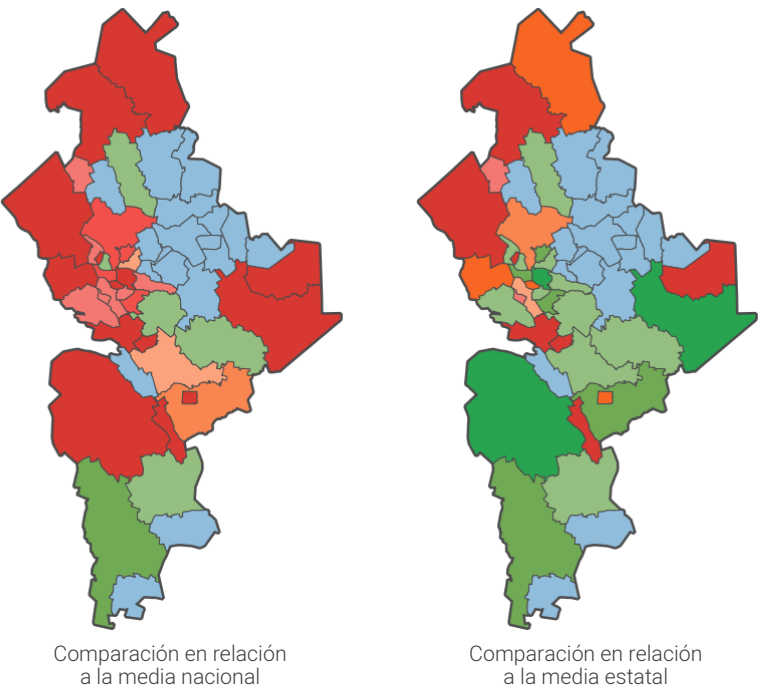 Comparación en relación
a la media nacional
Comparación en relación
a la media estatal